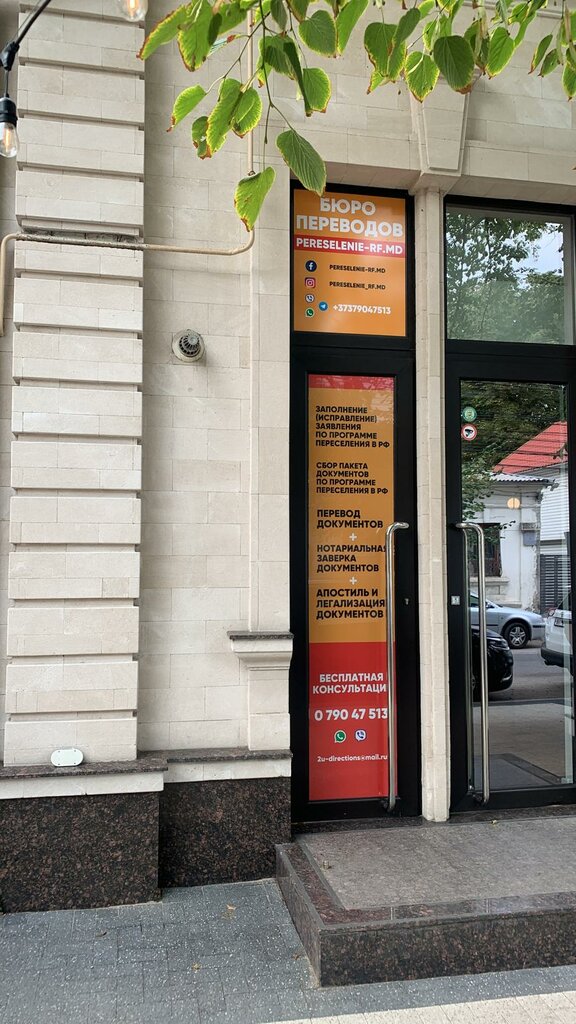 БЮРО
ПЕРЕВОДОВ
PERESELENIE-RF.MD
PERESELENIE-RF.MD
PERESELENIE_RF.MD
+37379047513
ЗАПОЛНЕНИЕ
(ИСПРАВЛЕНИЕ)
ЗАЯВЛЕНИЯ
ПО ПРОГРАММЕ
ПЕРЕСЕЛЕНИЯ В РФ
СБОР ПАКЕТА
ДОКУМЕНТОВ
ПО ПРОГРАММЕ
ПЕРЕСЕЛЕНИЯ В РФ
ПЕРЕВОД
ДОКУМЕНТОВ
+
НОТАРИАЛЬНАЯ
ЗАВЕРКА
ДОКУМЕНТОВ
+
АПОСТИЛЬ И
ЛЕГАЛИЗАЦИЯ
ДОКУМЕНТОВ
БЕСПЛАТНАЯ
КОНСУЛЬТАЦИ
0 790 47 513
2u-directions@mail.ru